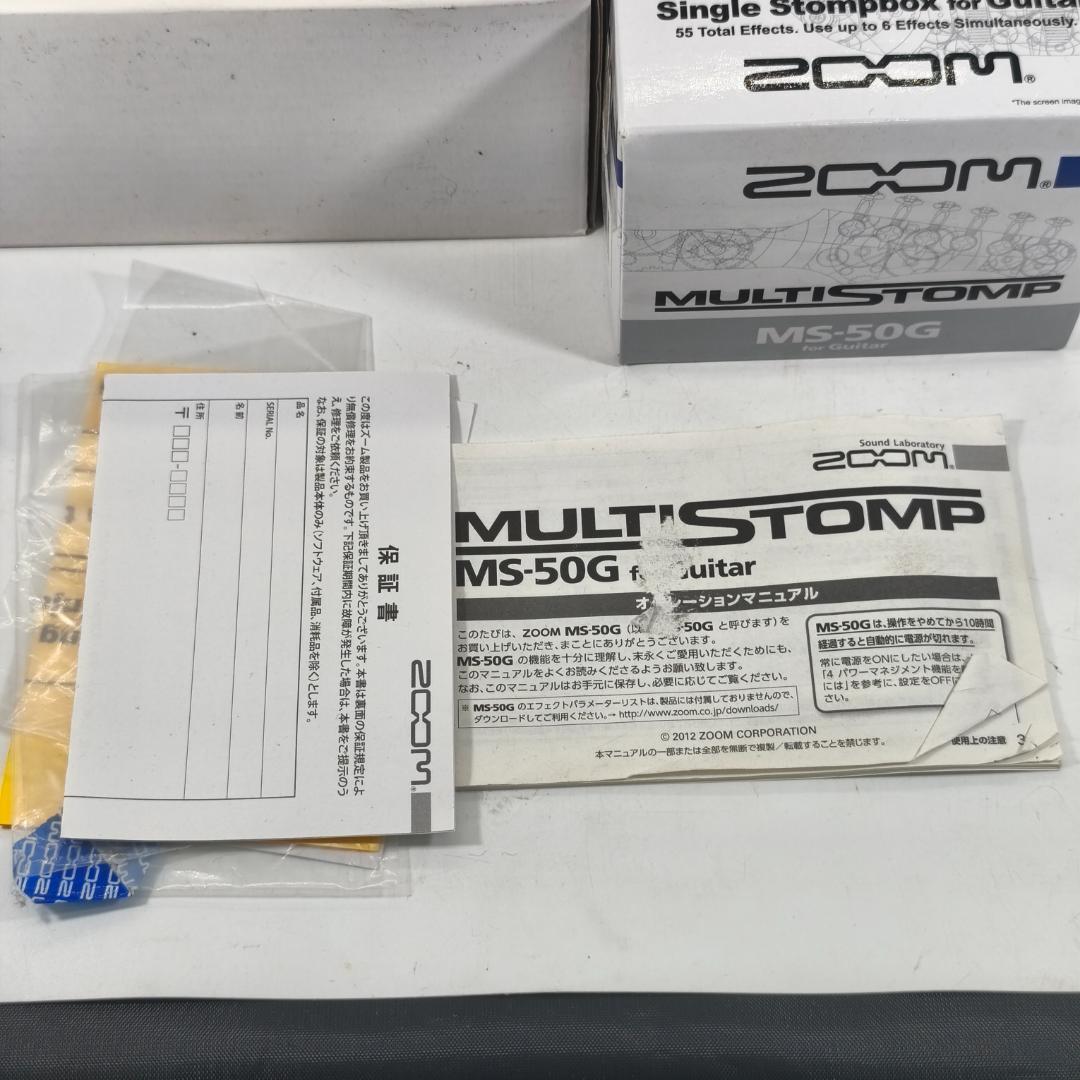 Single Stompbox for Guita
55 Total Effects. Use up to 6 Effects Simultaneously.
ZOOM®
*The screen imag
ZOOM®
MULTISTOMP
MS-50G
for Guitar
ZOOM®
保証書
この度はズーム製品をお買い上げ頂きましてありがとうございます。本書は裏面の保証規定によ
り無償修理をお約束するものです。下記保証期間内に故障が発生した場合は、本書をご提示のう
え、修理をご依頼ください。
なお、保証の対象は製品本体のみ(ソフトウェア、付属品、消耗品を除く)とします。
品名
SERIAL No.
名前
住所
〒□□□-□□□□
Sound Laboratory
ZOOM®
MULTISTOMP
MS-50G uitar
ーションマニュアル
このたびは、ZOOM MS-50G (以 -50G と呼びます)を
お買い上げいただき、まことにありがとうございます。
MS-50G の機能を十分に理解し、末永くご愛用いただくためにも、
このマニュアルをよくお読みくださるようお願い致します。
なお、このマニュアルはお手元に保存し、必要に応じてご覧ください。
※ MS-50G のエフェクトパラメーターリストは、製品には付属しておりませんので、
ダウンロードしてご利用ください。→ http://www.zoom.co.jp/downloads/
MS-50G は、操作をやめてから10時間
経過すると自動的に電源が切れます。
常に電源をONにしたい場合は、
「4 パワーマネジメント機能を
には」を参考に、設定をOFFに
さい。
© 2012 ZOOM CORPORATION
本マニュアルの一部または全部を無断で複製／転載することを禁じます。
使用上の注意 3